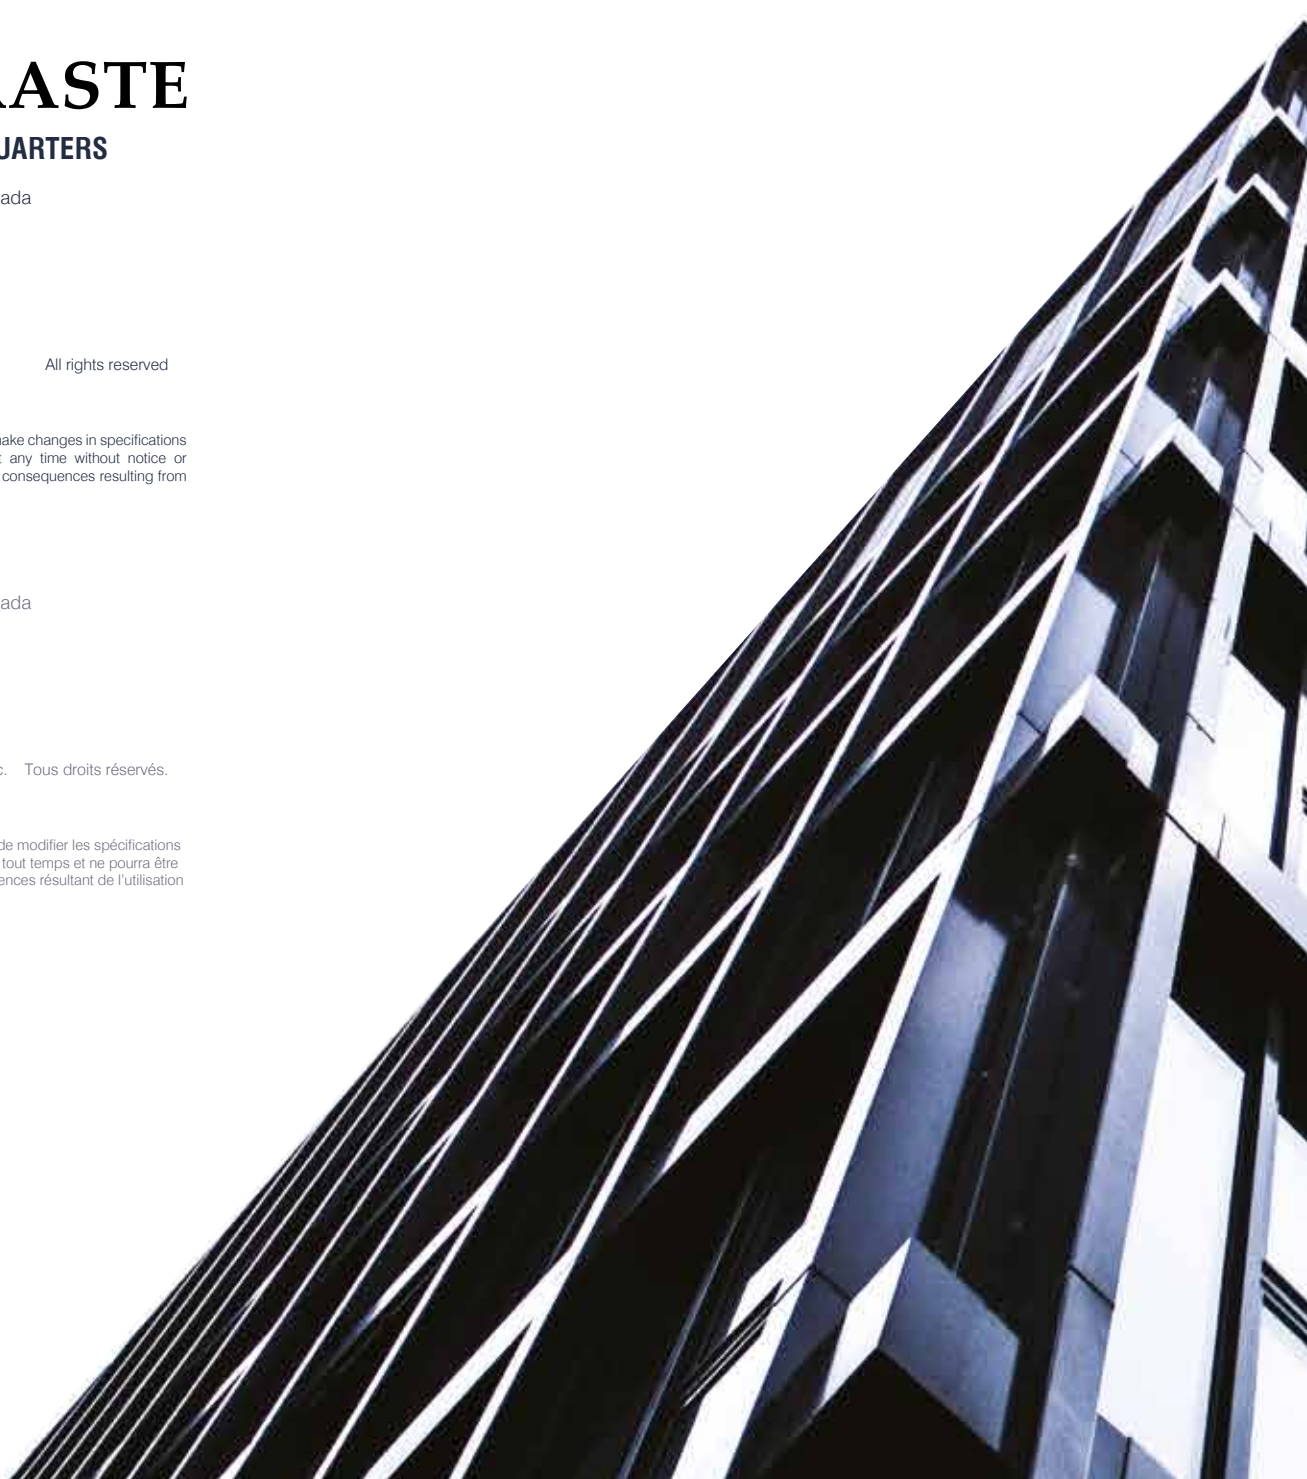 ASTE
UARTERS
ada
All rights reserved
ake changes in specifications
any time without notice or
consequences resulting from
ada
c. Tous droits réservés.
de modifier les spécifications
tout temps et ne pourra être
ences résultant de l'utilisation